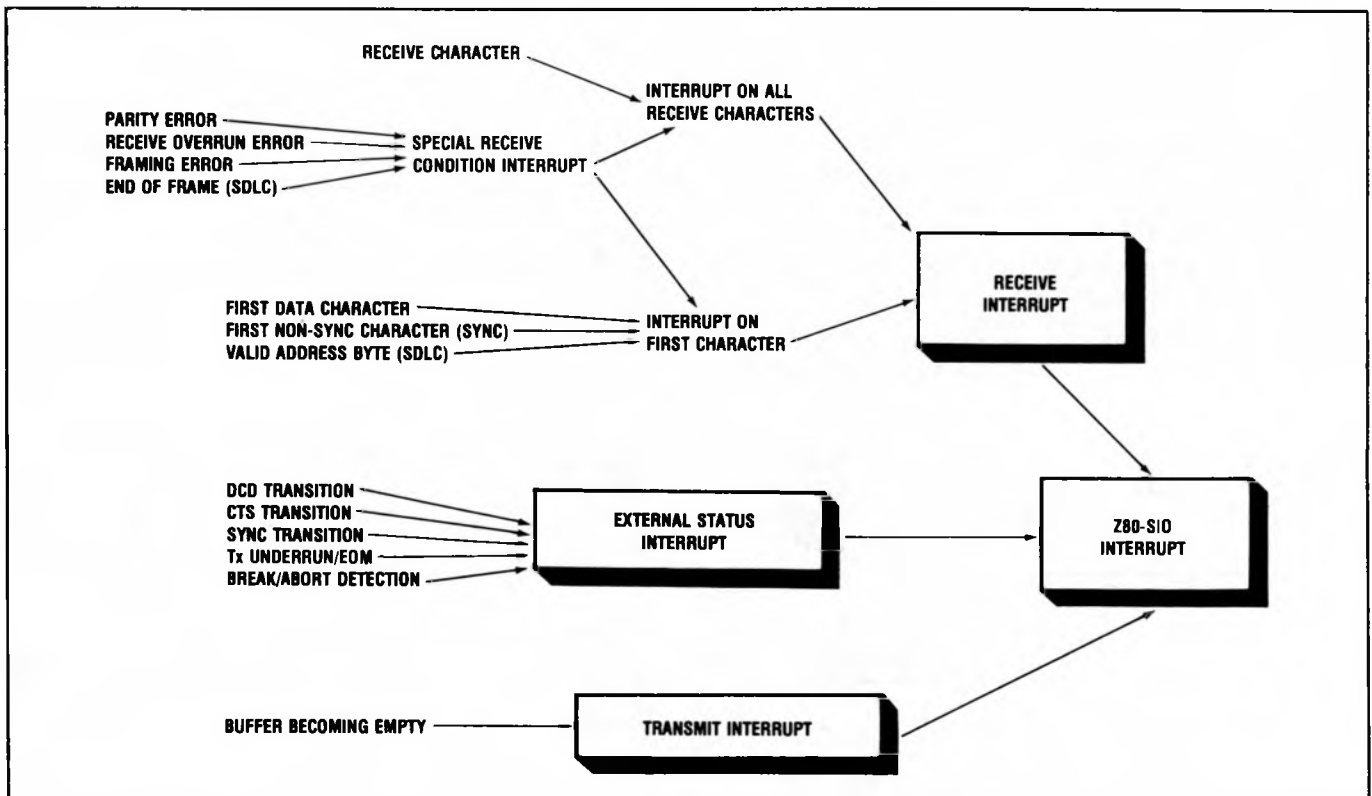 RECEIVE CHARACTER
INTERRUPT ON ALL
RECEIVE CHARACTERS
PARITY ERROR
RECEIVE OVERRUN ERROR
FRAMING ERROR
END OF FRAME (SDLC)
SPECIAL RECEIVE
CONDITION INTERRUPT
RECEIVE
INTERRUPT
FIRST DATA CHARACTER
FIRST NON-SYNC CHARACTER (SYNC)
VALID ADDRESS BYTE (SDLC)
INTERRUPT ON
FIRST CHARACTER
DCD TRANSITION
CTS TRANSITION
SYNC TRANSITION
Tx UNDERRUN/EOM
BREAK/ABORT DETECTION
EXTERNAL STATUS
INTERRUPT
Z80-SIO
INTERRUPT
BUFFER BECOMING EMPTY
TRANSMIT INTERRUPT